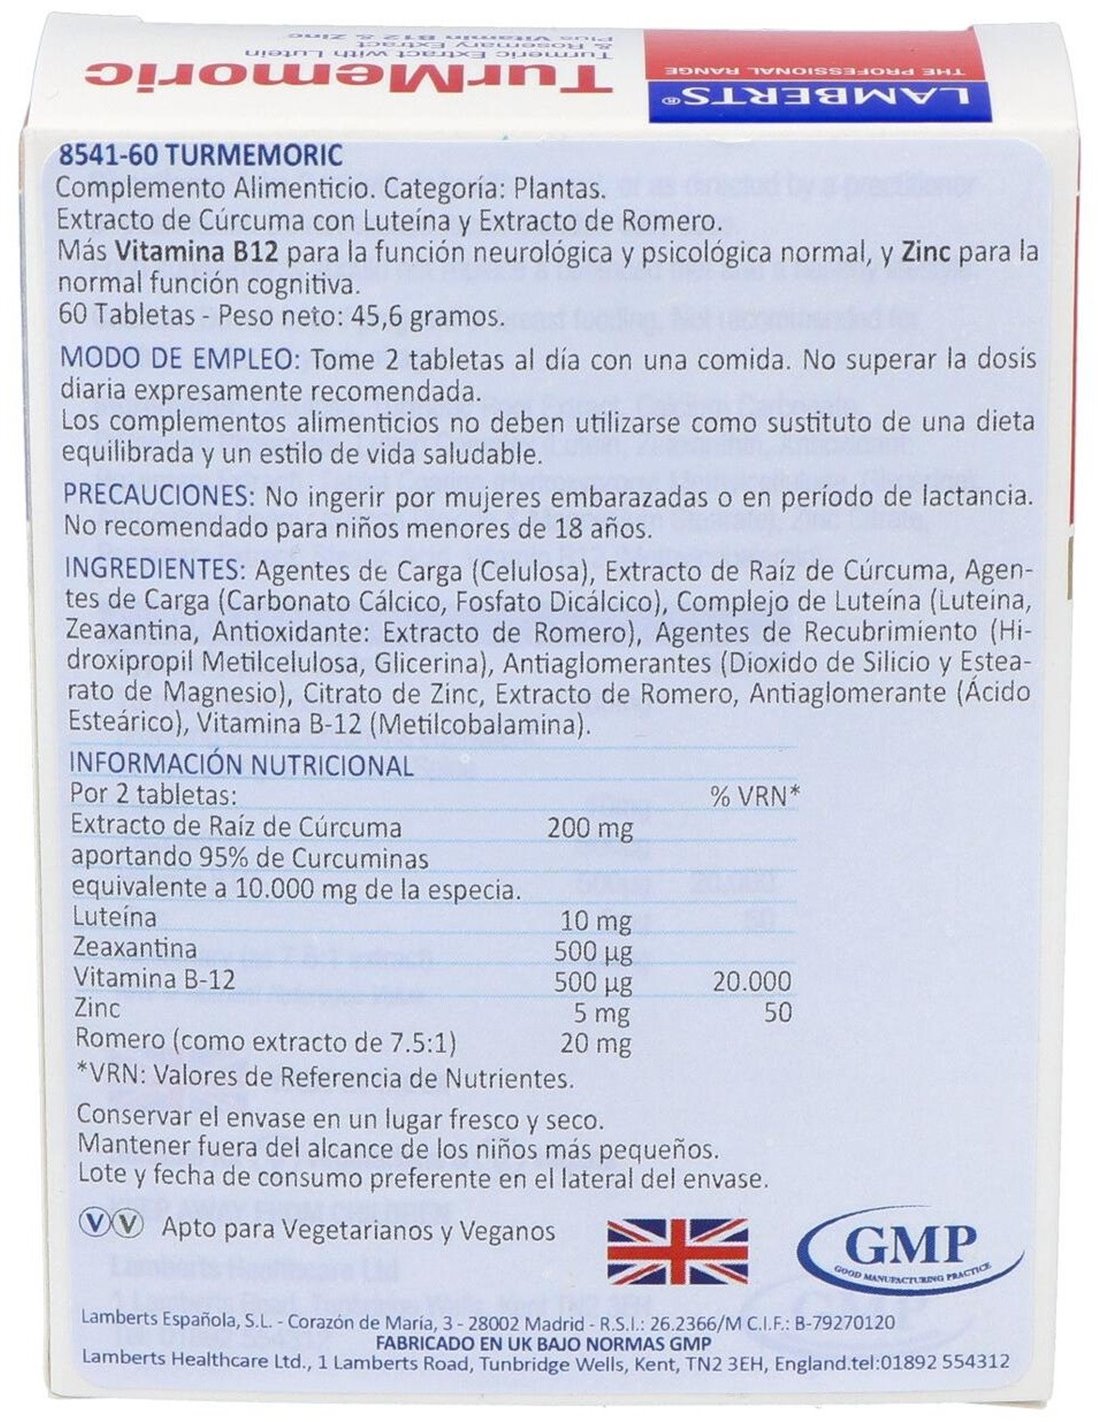 Plus Vitamin B12 & Zinc
& Rosemary Extract
Turmeric Extract with Lutein
TurMemoric
THE PROFESSIONAL RANGE
LAMBERTS®
8541-60 TURMEMORIC
Complemento Alimenticio. Categoría: Plantas.
Extracto de Cúrcuma con Luteína y Extracto de Romero.
Más Vitamina B12 para la función neurológica y psicológica normal, y Zinc para la
normal función cognitiva.
60 Tabletas - Peso neto: 45,6 gramos.
MODO DE EMPLEO: Tome 2 tabletas al día con una comida. No superar la dosis
diaria expresamente recomendada.
Los complementos alimenticios no deben utilizarse como sustituto de una dieta
equilibrada y un estilo de vida saludable.
PRECAUCIONES: No ingerir por mujeres embarazadas o en período de lactancia.
No recomendado para niños menores de 18 años.
INGREDIENTES: Agentes de Carga (Celulosa), Extracto de Raíz de Cúrcuma, Agen-
tes de Carga (Carbonato Cálcico, Fosfato Dicálcico), Complejo de Luteína (Luteina,
Zeaxantina, Antioxidante: Extracto de Romero), Agentes de Recubrimiento (Hi-
droxipropil Metilcelulosa, Glicerina), Antiaglomerantes (Dioxido de Silicio y Estea-
rato de Magnesio), Citrato de Zinc, Extracto de Romero, Antiaglomerante (Ácido
Esteárico), Vitamina B-12 (Metilcobalamina).
INFORMACIÓN NUTRICIONAL
Por 2 tabletas: % VRN*
Extracto de Raíz de Cúrcuma 200 mg
aportando 95% de Curcuminas
equivalente a 10.000 mg de la especia.
Luteína 10 mg
Zeaxantina 500 µg
Vitamina B-12 500 µg 20.000
Zinc 5 mg 50
Romero (como extracto de 7.5:1) 20 mg
*VRN: Valores de Referencia de Nutrientes.
Conservar el envase en un lugar fresco y seco.
Mantener fuera del alcance de los niños más pequeños.
Lote y fecha de consumo preferente en el lateral del envase.
V V Apto para Vegetarianos y Veganos
GMP
GOOD MANUFACTURING PRACTICE
Lamberts Española, S.L. - Corazón de María, 3 - 28002 Madrid - R.S.I.: 26.2366/M C.I.F.: B-79270120
FABRICADO EN UK BAJO NORMAS GMP
Lamberts Healthcare Ltd., 1 Lamberts Road, Tunbridge Wells, Kent, TN2 3EH, England.tel:01892 554312